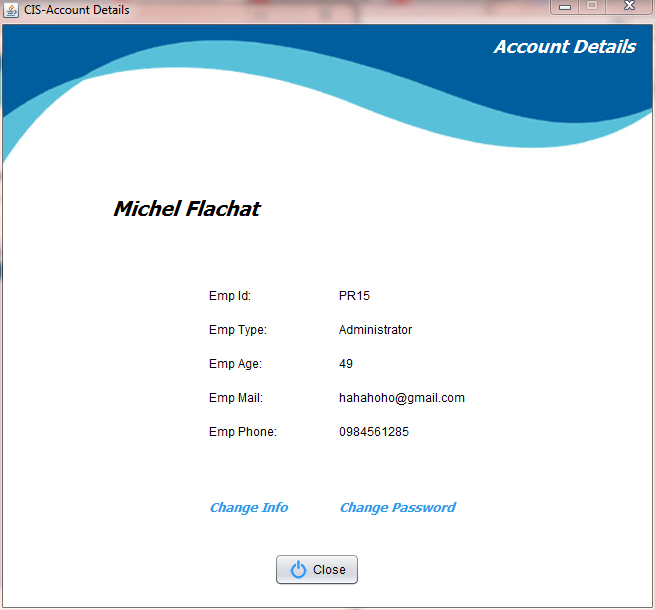 CIS-Account Details
Account Details
Michel Flachat
Emp Id: PR15
Emp Type: Administrator
Emp Age: 49
Emp Mail: hahahoho@gmail.com
Emp Phone: 0984561285
Change Info Change Password
Close